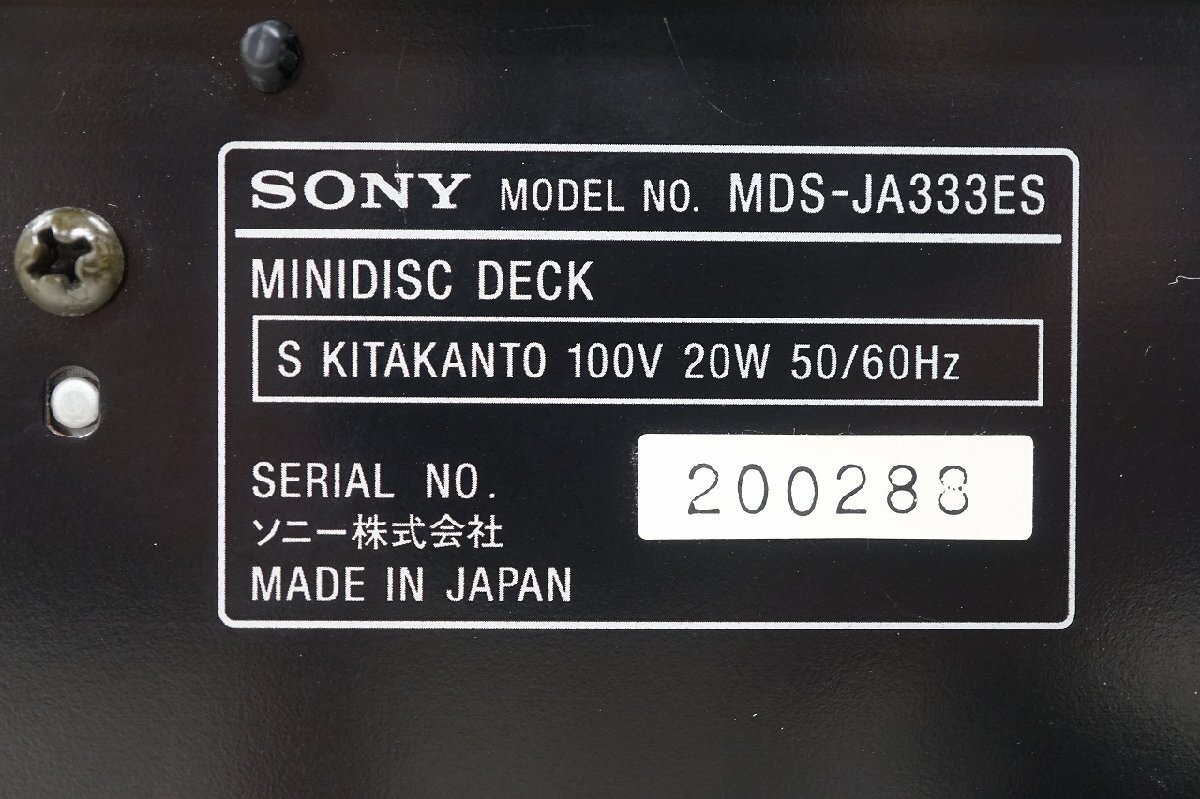 SONY MODEL NO. MDS-JA333ES
MINIDISC DECK
S KITAKANTO 100V 20W 50/60Hz
SERIAL NO. 200288
ソニー株式会社
MADE IN JAPAN